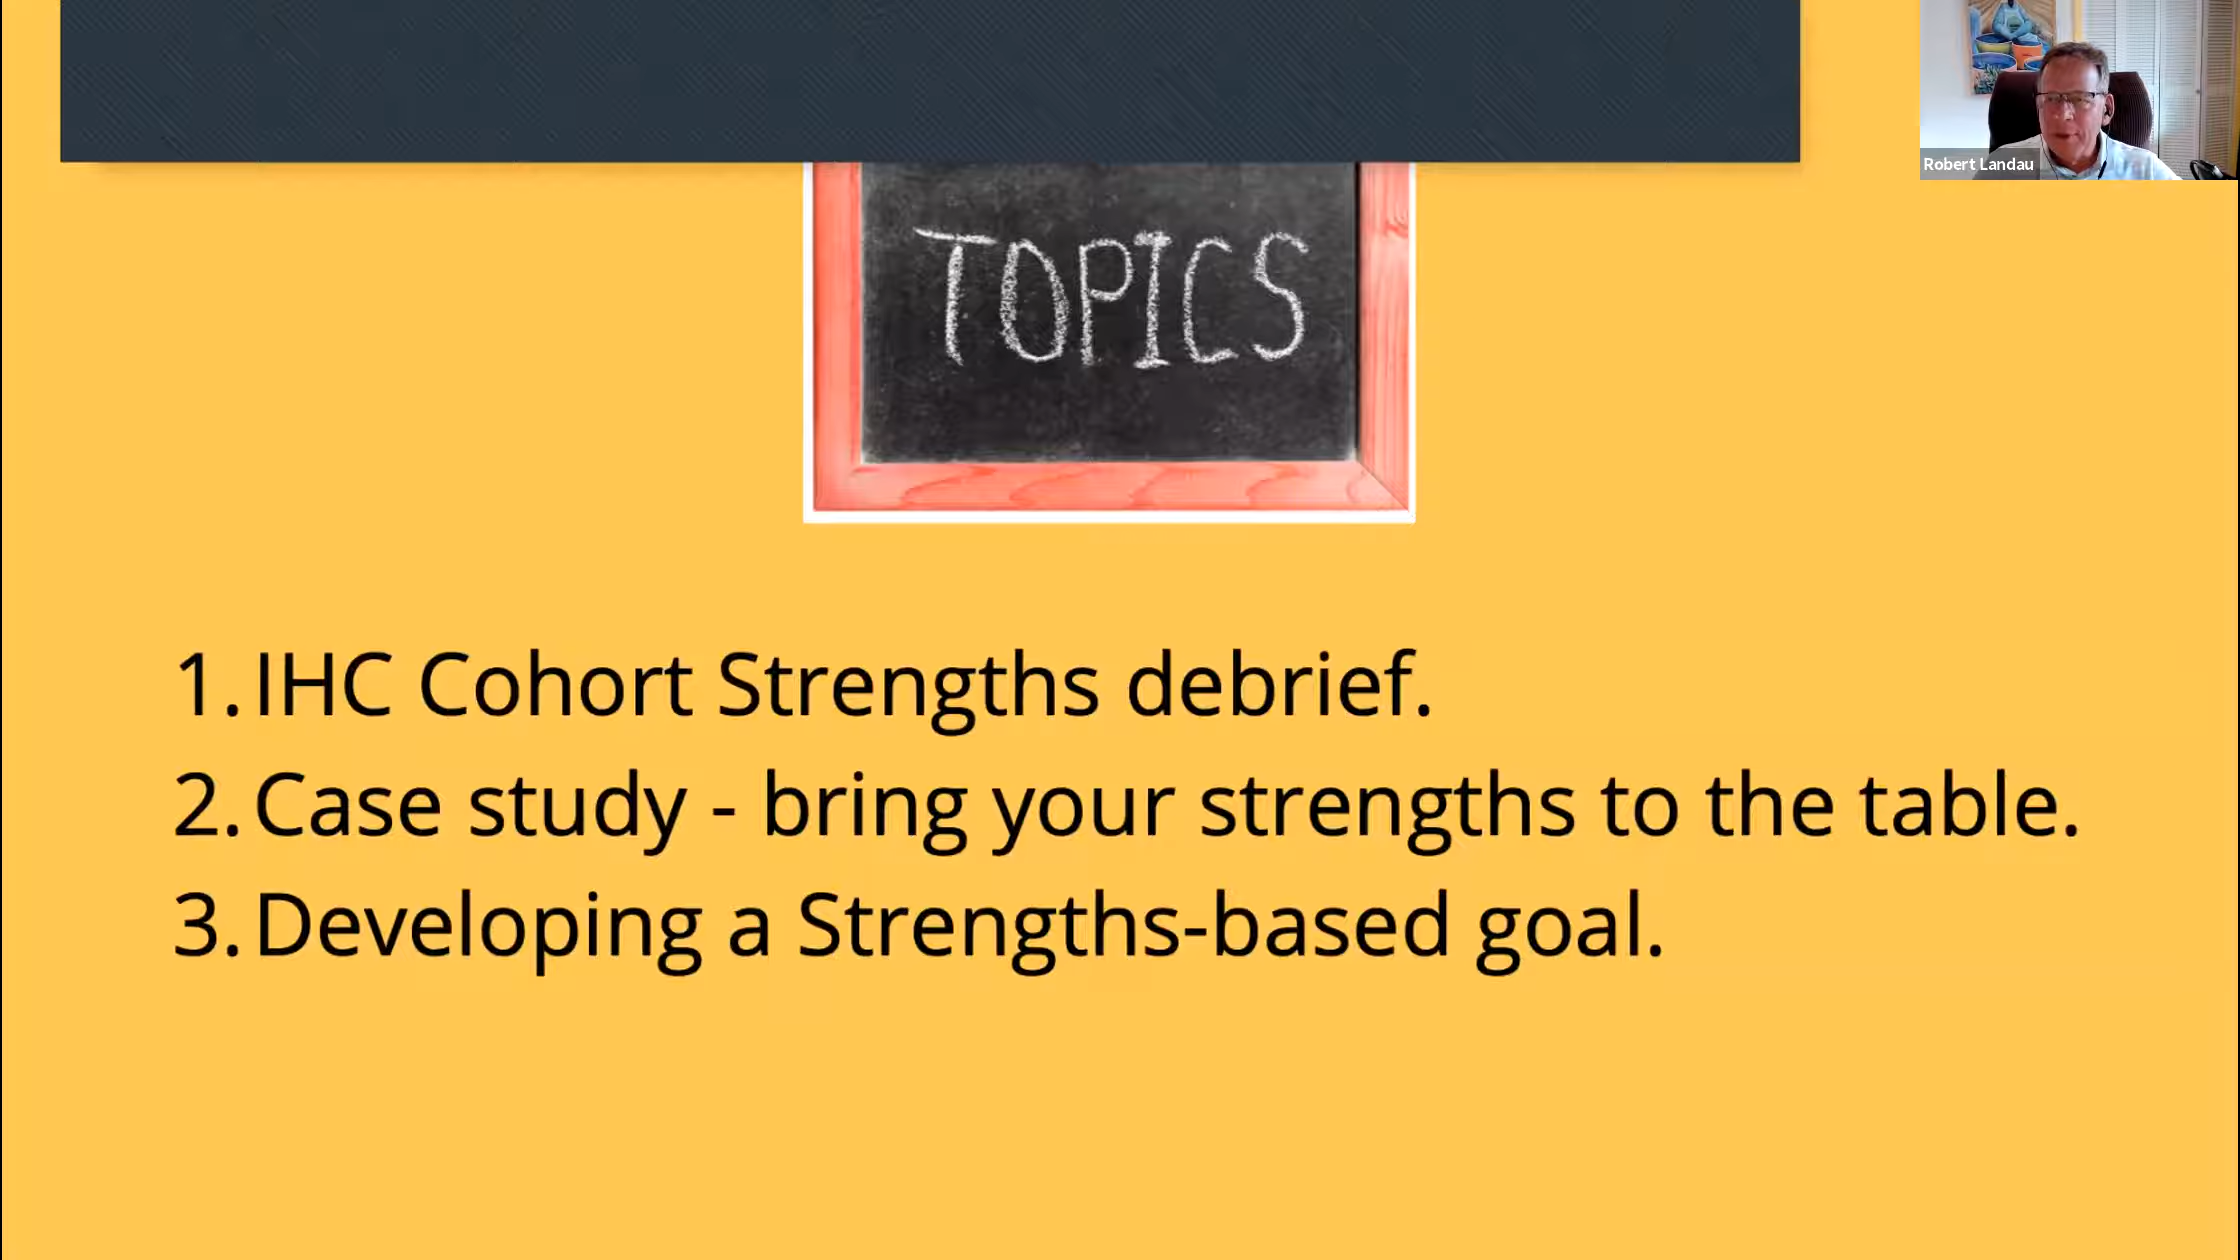 Robert Landau
TOPICS
1. IHC Cohort Strengths debrief.
2. Case study - bring your strengths to the table.
3. Developing a Strengths-based goal.